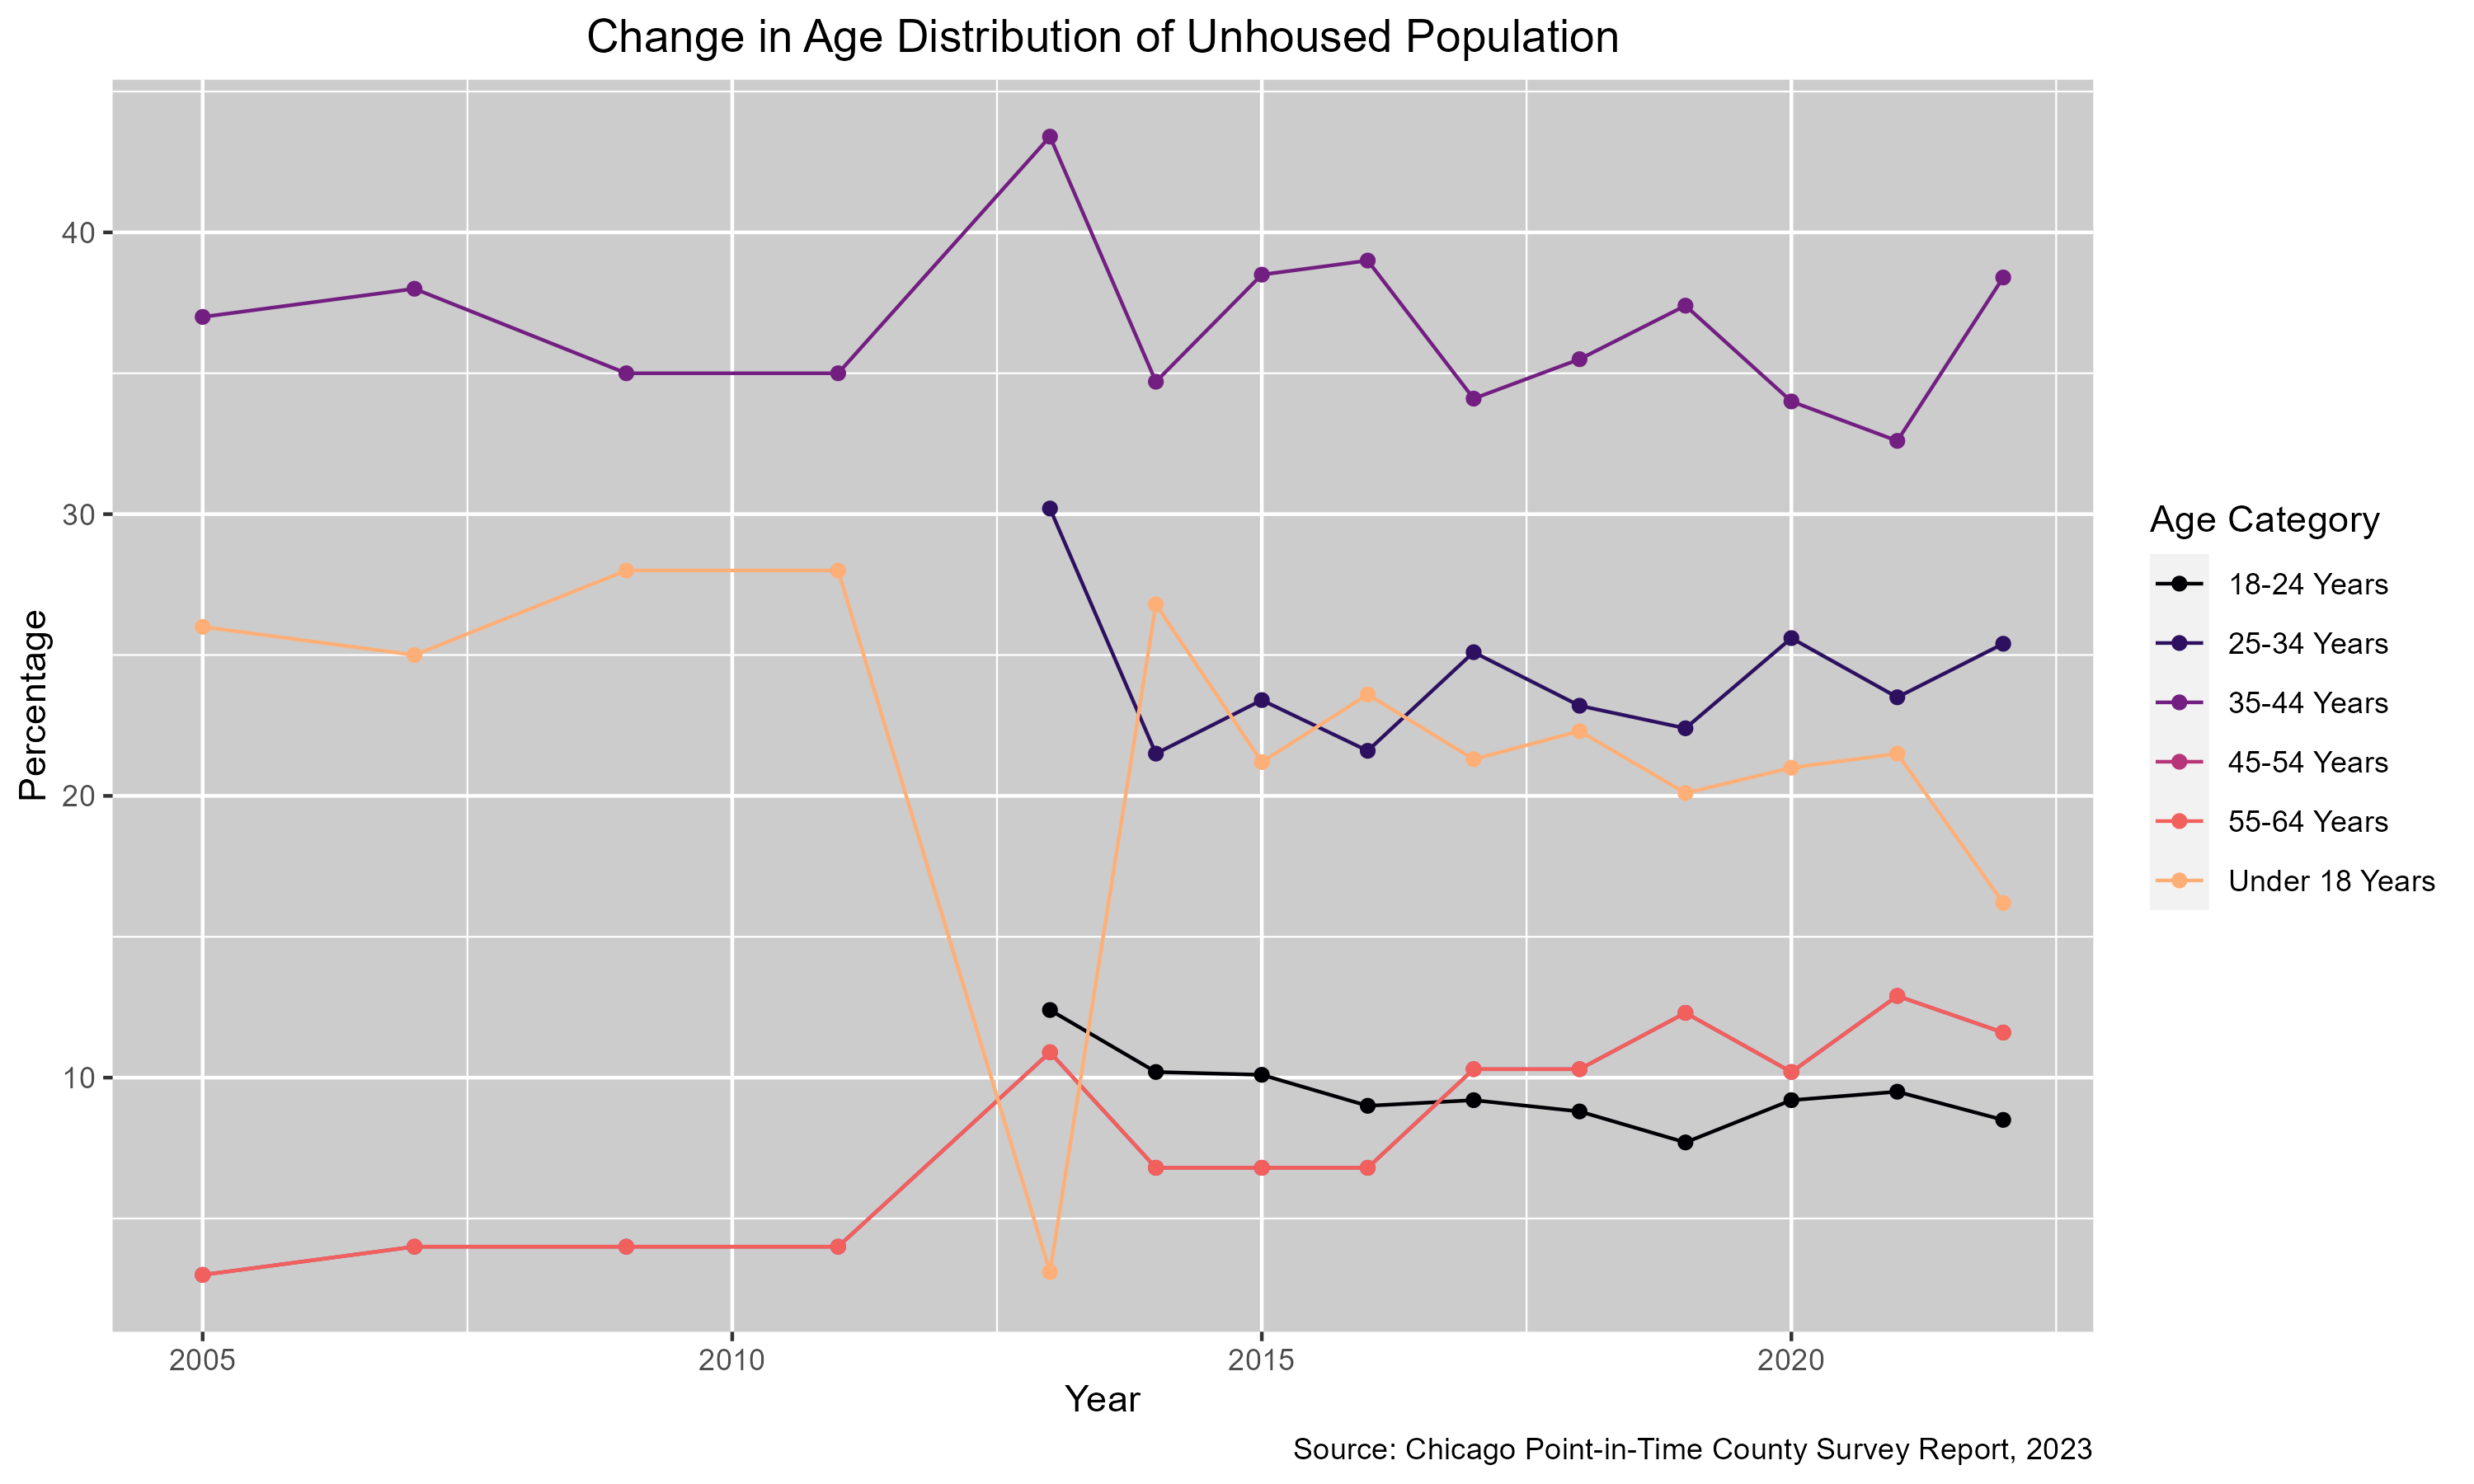 Change in Age Distribution of Unhoused Population
Percentage
40
30
20
10
2005
2010
2015
2020
Year
Age Category
18-24 Years
25-34 Years
35-44 Years
45-54 Years
55-64 Years
Under 18 Years
Source: Chicago Point-in-Time County Survey Report, 2023